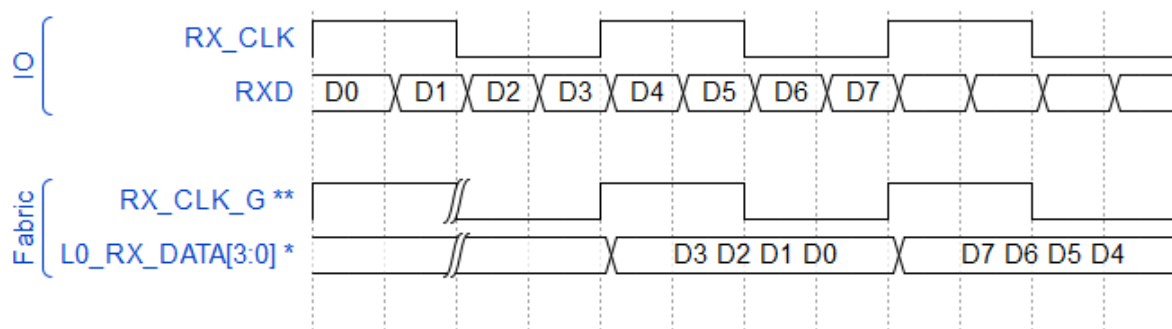 IO
RX_CLK
RXD D0 D1 D2 D3 D4 D5 D6 D7
Fabric
RX_CLK_G **
L0_RX_DATA[3:0] * D3 D2 D1 D0 D7 D6 D5 D4